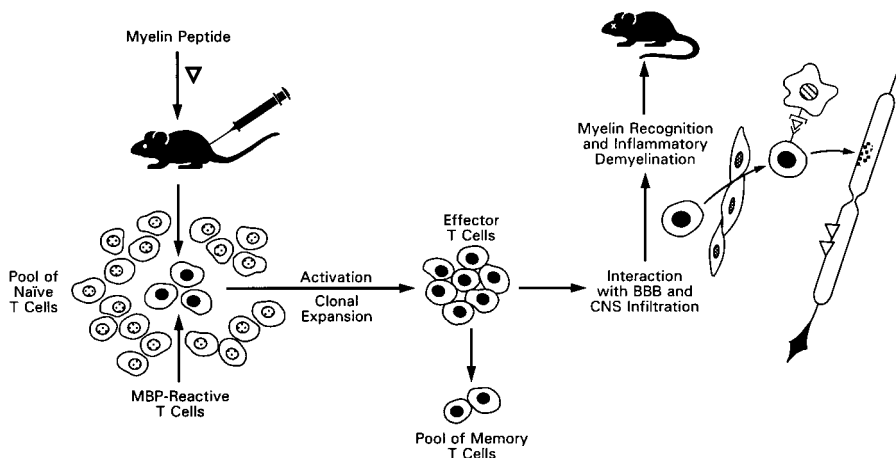 Myelin Peptide
Pool of
Naïve
T Cells
MBP-Reactive
T Cells
Activation
Clonal
Expansion
Effector
T Cells
Pool of Memory
T Cells
Interaction
with BBB and
CNS Infiltration
Myelin Recognition
and Inflammatory
Demyelination